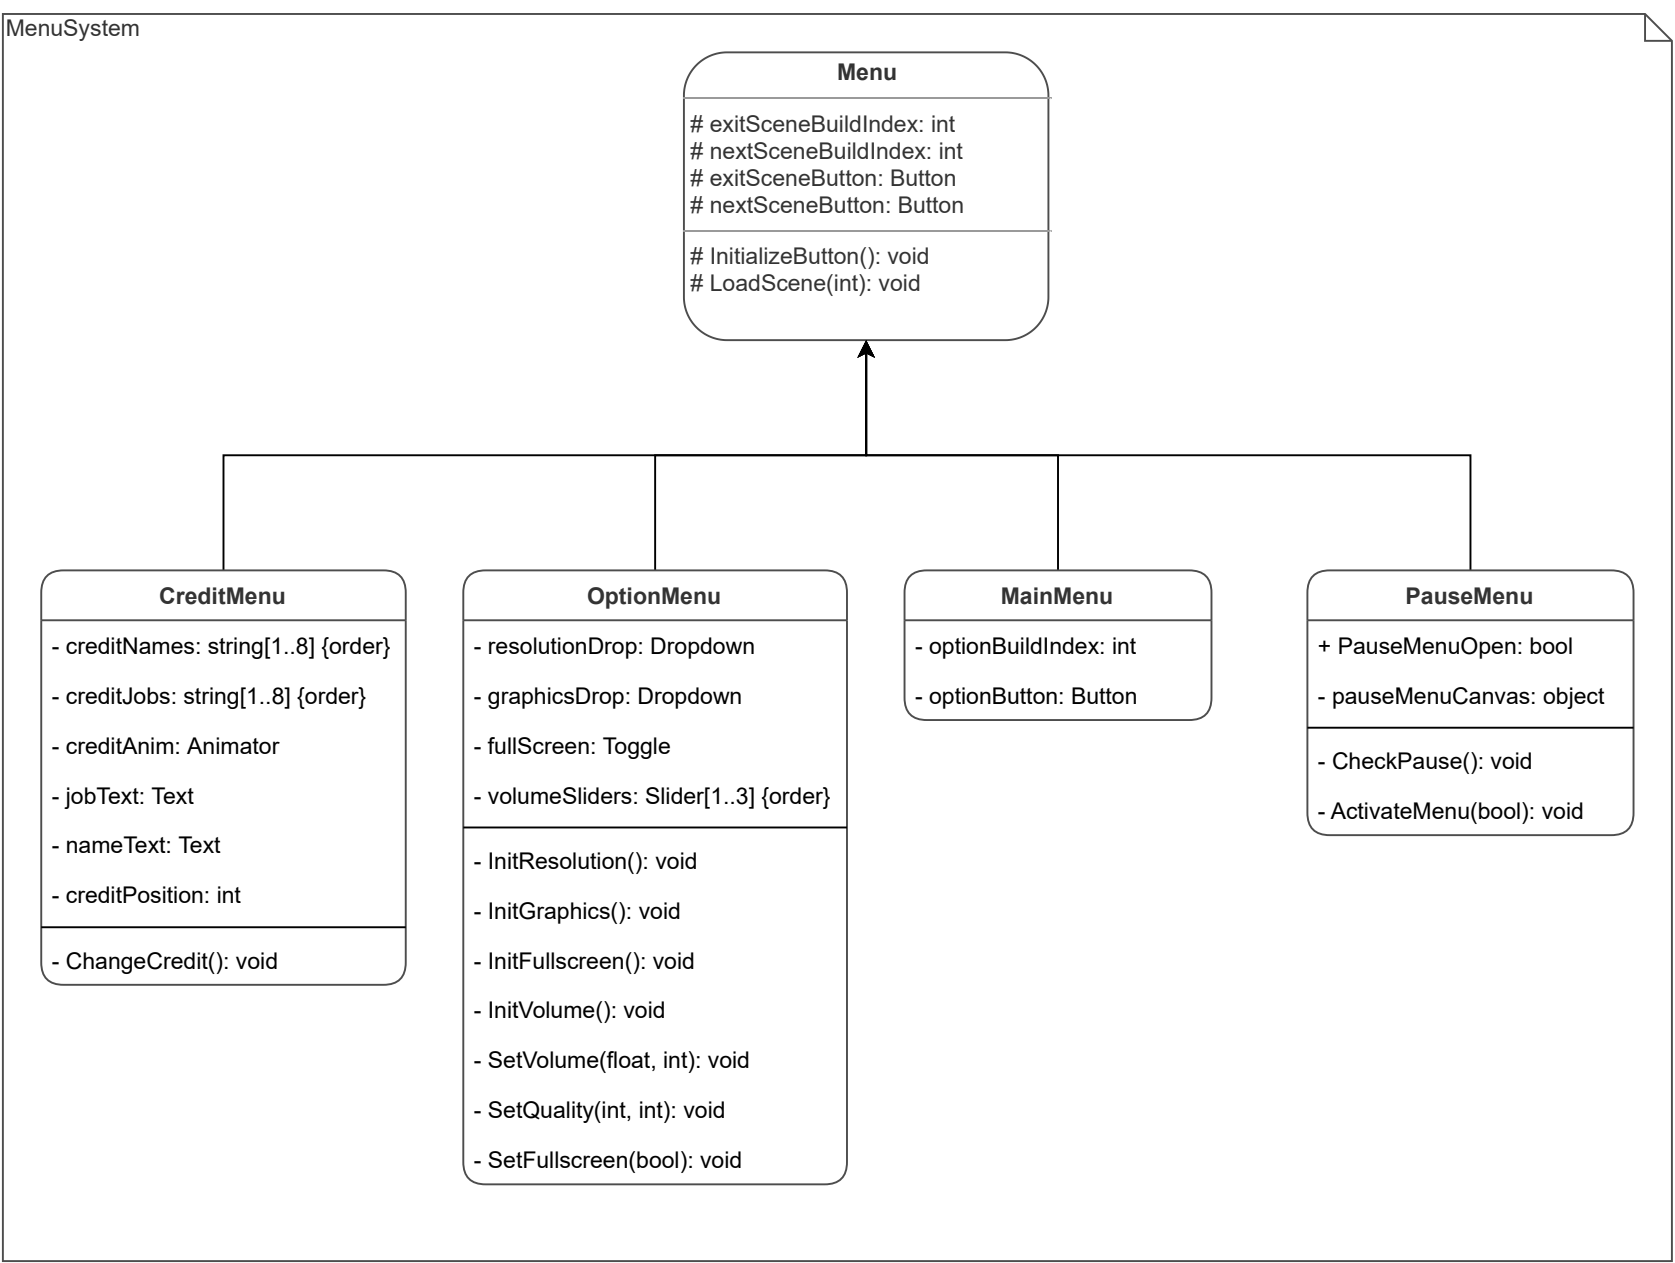 MenuSystem
Menu
# exitSceneBuildIndex: int
# nextSceneBuildIndex: int
# exitSceneButton: Button
# nextSceneButton: Button
# InitializeButton(): void
# LoadScene(int): void
CreditMenu
- creditNames: string[1..8] {order}
- creditJobs: string[1..8] {order}
- creditAnim: Animator
- jobText: Text
- nameText: Text
- creditPosition: int
- ChangeCredit(): void
OptionMenu
- resolutionDrop: Dropdown
- graphicsDrop: Dropdown
- fullScreen: Toggle
- volumeSliders: Slider[1..3] {order}
- InitResolution(): void
- InitGraphics(): void
- InitFullscreen(): void
- InitVolume(): void
- SetVolume(float, int): void
- SetQuality(int, int): void
- SetFullscreen(bool): void
MainMenu
- optionBuildIndex: int
- optionButton: Button
PauseMenu
+ PauseMenuOpen: bool
- pauseMenuCanvas: object
- CheckPause(): void
- ActivateMenu(bool): void